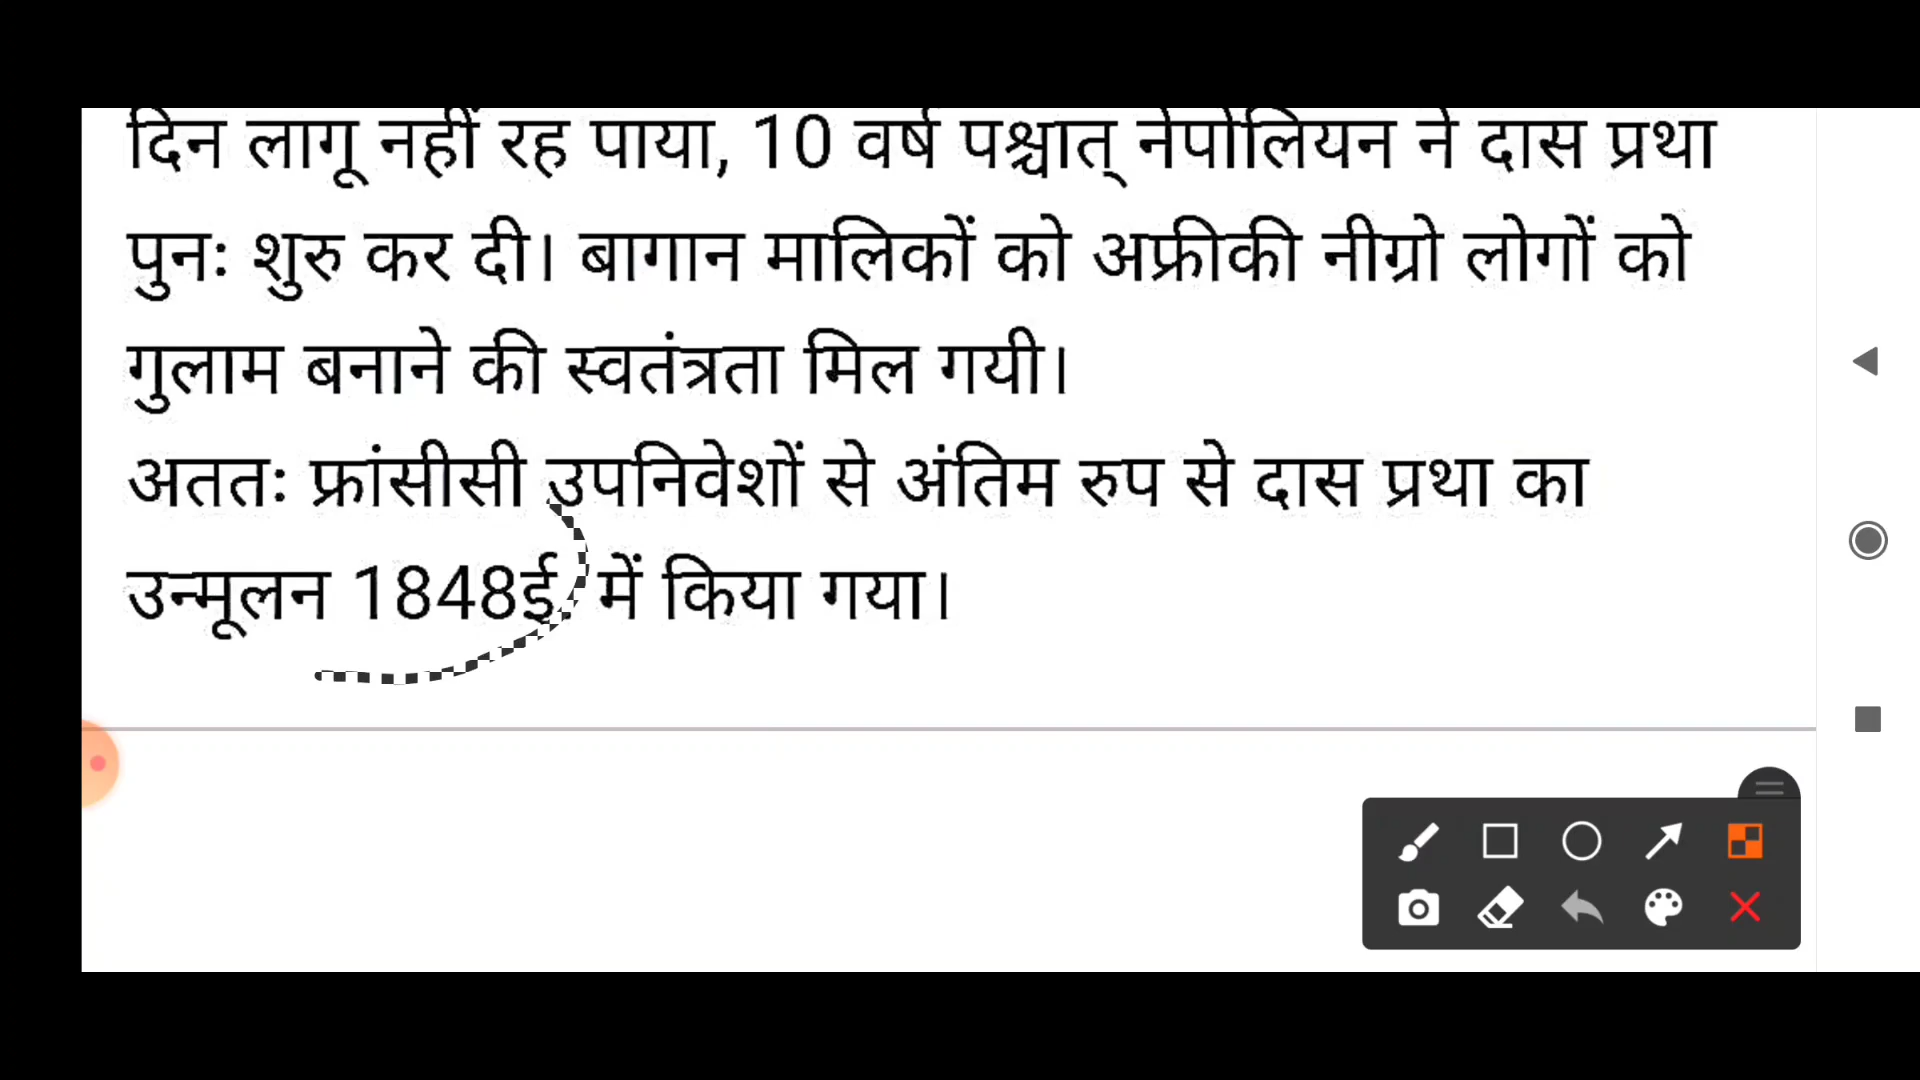 दिन लागू नहीं रह पाया, 10 वर्ष पश्चात् नेपोलियन ने दास प्रथा
पुनः शुरु कर दी। बागान मालिकों को अफ्रीकी नीग्रो लोगों को
गुलाम बनाने की स्वतंत्रता मिल गयी।
अततः फ्रांसीसी उपनिवेशों से अंतिम रुप से दास प्रथा का
उन्मूलन 1848ई. में किया गया।